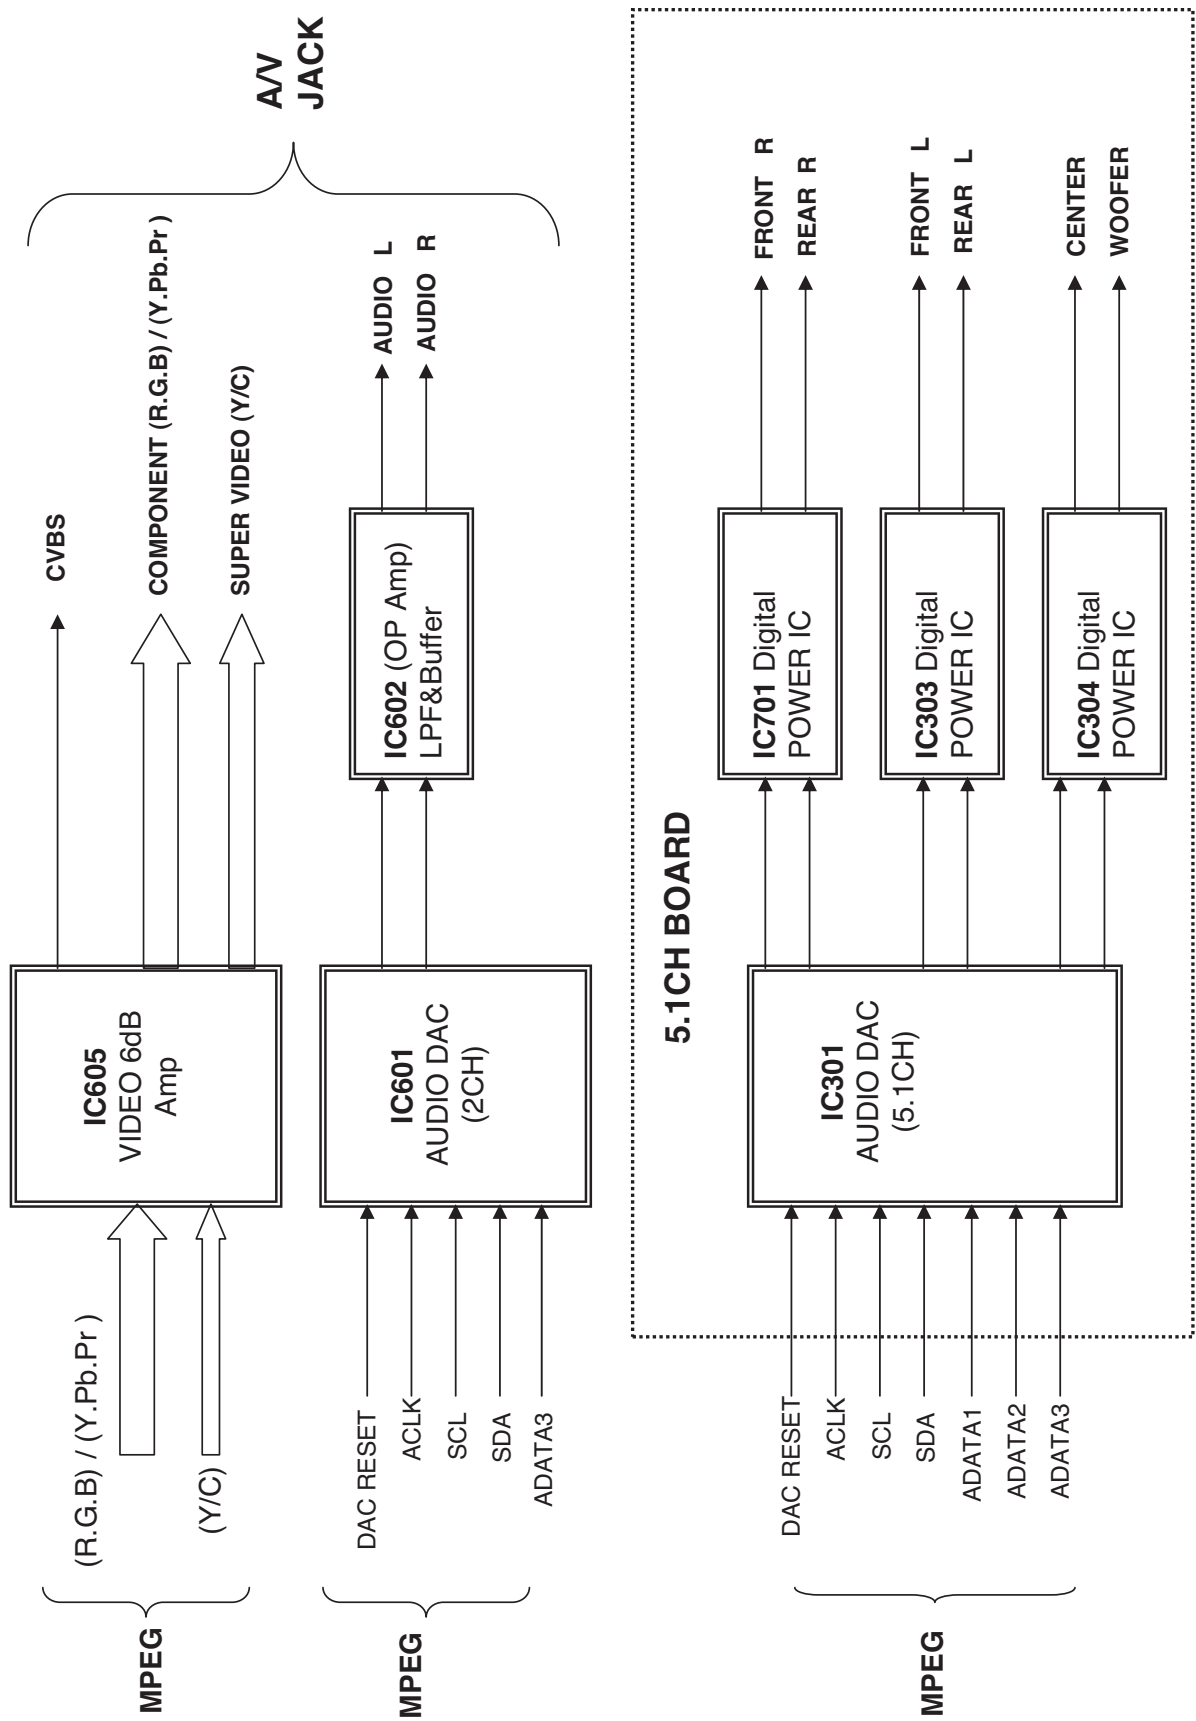 MPEG
(R.G.B) / (Y.Pb.Pr )
(Y/C)
IC605
VIDEO 6dB
Amp
CVBS
COMPONENT (R.G.B) / (Y.Pb.Pr )
SUPER VIDEO (Y/C)
A/V
JACK
MPEG
DAC RESET
ACLK
SCL
SDA
ADATA3
IC601
AUDIO DAC
(2CH)
IC602 (OP Amp)
LPF&Buffer
AUDIO L
AUDIO R
5.1CH BOARD
MPEG
DAC RESET
ACLK
SCL
SDA
ADATA1
ADATA2
ADATA3
IC301
AUDIO DAC
(5.1CH)
IC701 Digital
POWER IC
FRONT R
REAR R
IC303 Digital
POWER IC
FRONT L
REAR L
IC304 Digital
POWER IC
CENTER
WOOFER